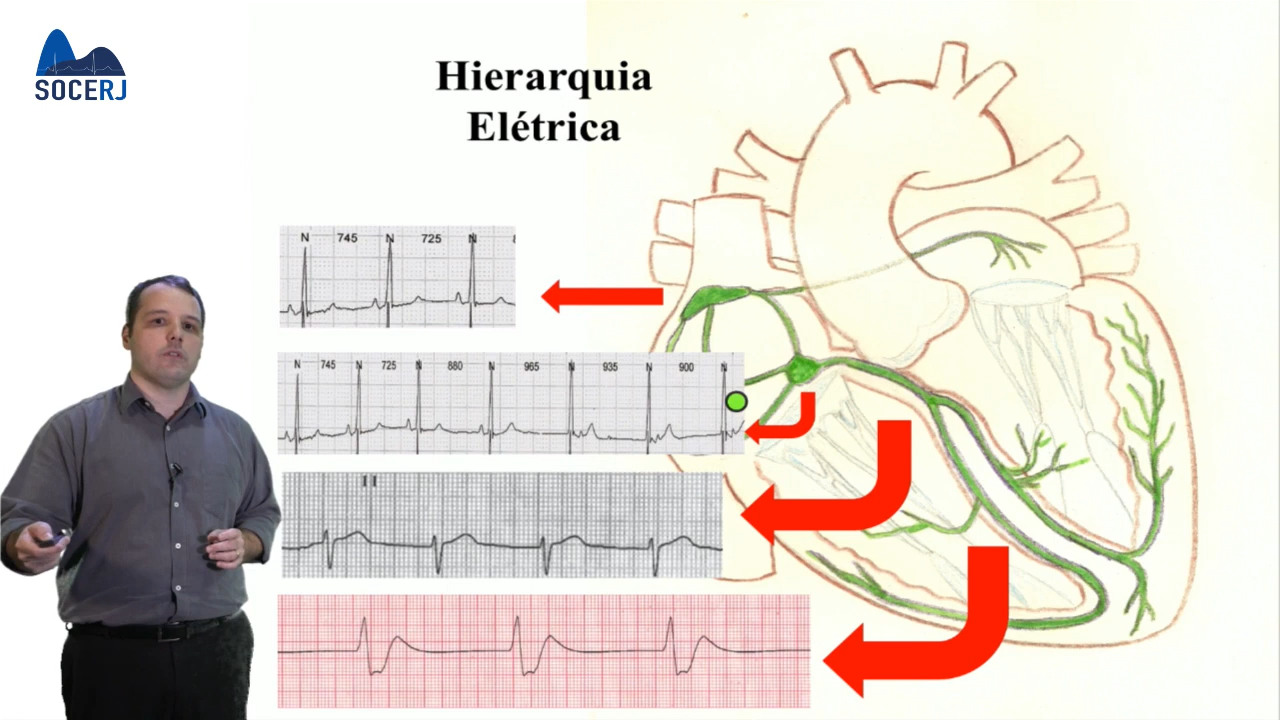 SOCERJ
Hierarquia
Elétrica
N 745 N 725 N
N 745 N 725 N 880 N 965 N 935 N 900 N
II